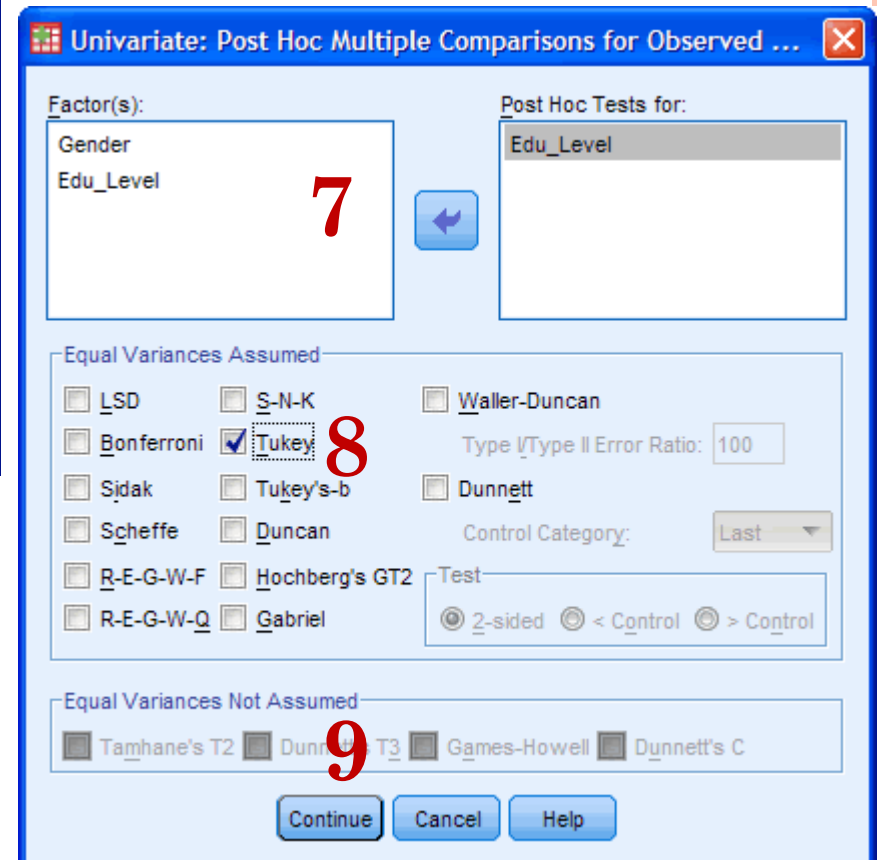 Univariate: Post Hoc Multiple Comparisons for Observed ...
Factor(s):
Post Hoc Tests for:
Gender
Edu_Level
Edu_Level
7
Equal Variances Assumed
LSD S-N-K Waller-Duncan
Bonferroni Tukey 8 Type I/Type II Error Ratio: 100
Sidak Tukey's-b Dunnett
Scheffe Duncan Control Category: Last
R-E-G-W-F Hochberg's GT2 Test
R-E-G-W-Q Gabriel 2-sided < Control > Control
Equal Variances Not Assumed
Tamhane's T2 Dunnett's T3 Games-Howell Dunnett's C
9
Continue Cancel Help